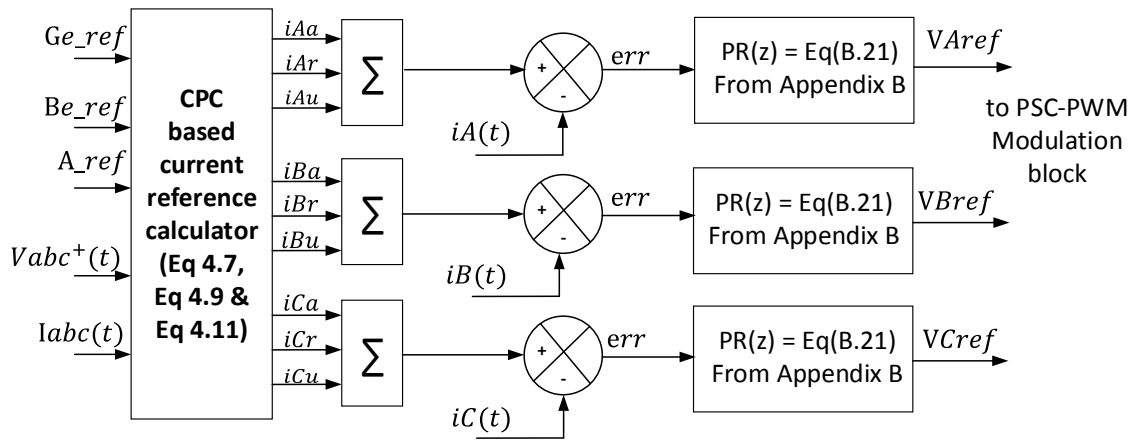 Ge_ref
Be_ref
A_ref
Vabc⁺(t)
Iabc(t)
CPC
based
current
reference
calculator
(Eq 4.7,
Eq 4.9 &
Eq 4.11)
iAa
iAr
iAu
∑
+
-
iA(t)
err
PR(z) = Eq(B.21)
From Appendix B
VAref
iBa
iBr
iBu
∑
+
-
iB(t)
err
PR(z) = Eq(B.21)
From Appendix B
VBref
iCa
iCr
iCu
∑
+
-
iC(t)
err
PR(z) = Eq(B.21)
From Appendix B
VCref
to PSC-PWM
Modulation
block